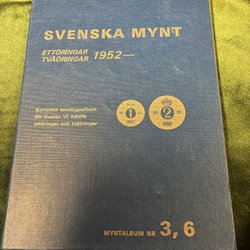 SVENSKA MYNT
ETTÖRINGAR
TVÅÖRINGAR 1952—
Komplett samlingsalbum
för Gustav VI Adolfs
ettöringar och tvåöringar
1
2
MYNTALBUM NR 3, 6